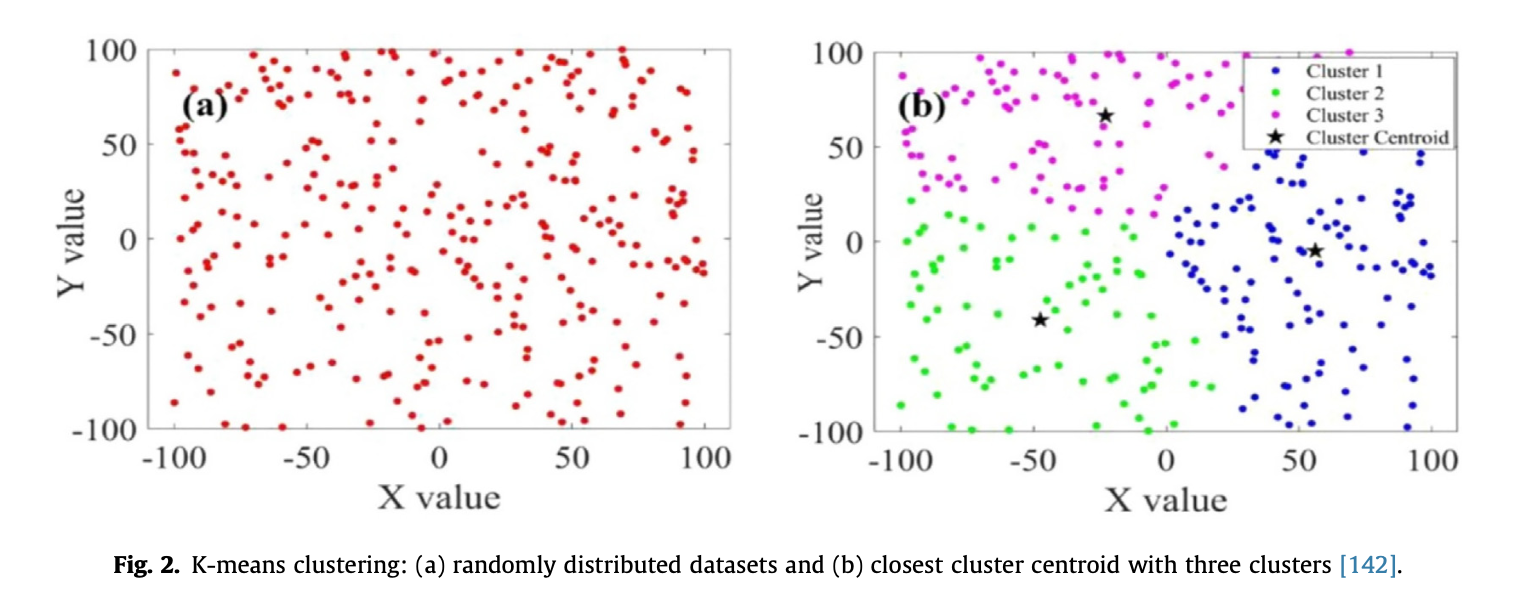 (a)
100
50
0
-50
-100
Y value
-100 -50 0 50 100
X value
(b)
100
50
0
-50
-100
Y value
-100 -50 0 50 100
X value
Cluster 1
Cluster 2
Cluster 3
Cluster Centroid
Fig. 2. K-means clustering: (a) randomly distributed datasets and (b) closest cluster centroid with three clusters [142].